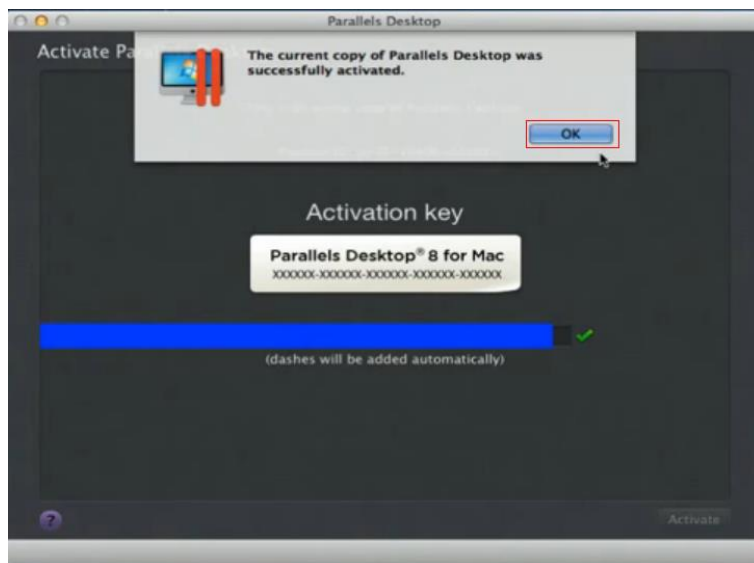 Parallels Desktop
Activate Pa
The current copy of Parallels Desktop was
successfully activated.
OK
Activation key
Parallels Desktop® 8 for Mac
XXXXXX-XXXXXX-XXXXXX-XXXXXX-XXXXXX
(dashes will be added automatically)
?
Activate